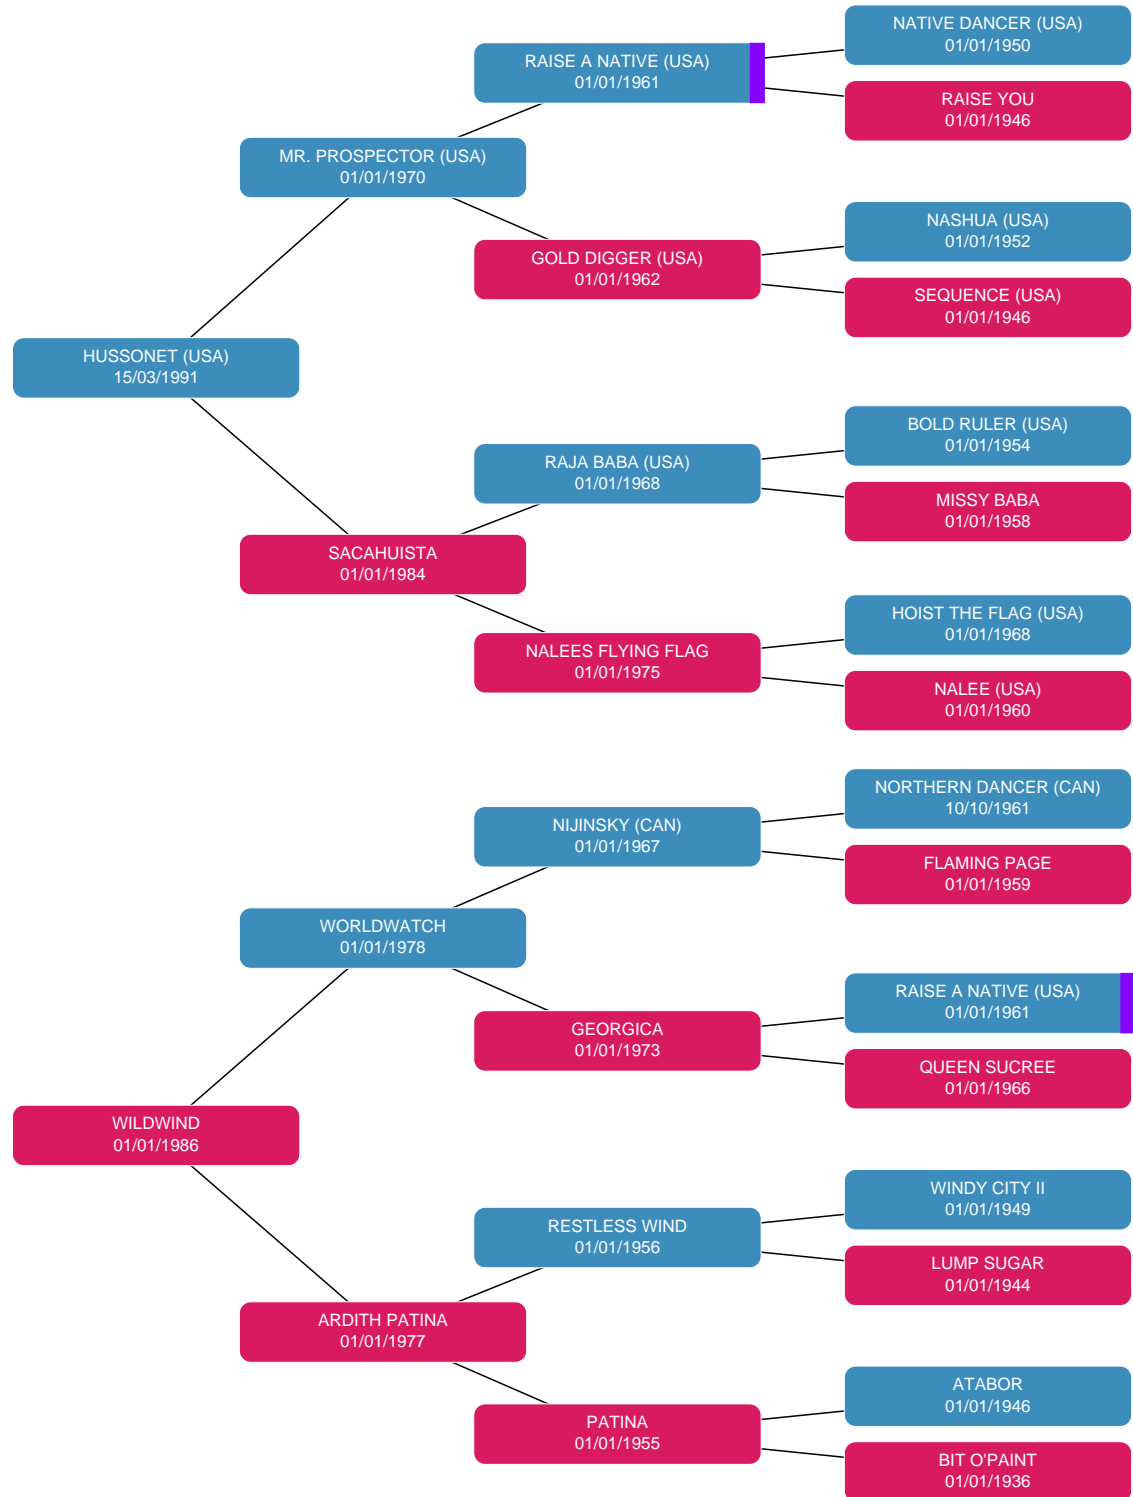 NATIVE DANCER (USA)
01/01/1950
RAISE A NATIVE (USA)
01/01/1961
RAISE YOU
01/01/1946
MR. PROSPECTOR (USA)
01/01/1970
NASHUA (USA)
01/01/1952
GOLD DIGGER (USA)
01/01/1962
SEQUENCE (USA)
01/01/1946
HUSSONET (USA)
15/03/1991
BOLD RULER (USA)
01/01/1954
RAJA BABA (USA)
01/01/1968
MISSY BABA
01/01/1958
SACAHUISTA
01/01/1984
HOIST THE FLAG (USA)
01/01/1968
NALEES FLYING FLAG
01/01/1975
NALEE (USA)
01/01/1960
NORTHERN DANCER (CAN)
10/10/1961
NIJINSKY (CAN)
01/01/1967
FLAMING PAGE
01/01/1959
WORLDWATCH
01/01/1978
RAISE A NATIVE (USA)
01/01/1961
GEORGICA
01/01/1973
QUEEN SUCREE
01/01/1966
WILDWIND
01/01/1986
WINDY CITY II
01/01/1949
RESTLESS WIND
01/01/1956
LUMP SUGAR
01/01/1944
ARDITH PATINA
01/01/1977
ATABOR
01/01/1946
PATINA
01/01/1955
BIT O'PAINT
01/01/1936